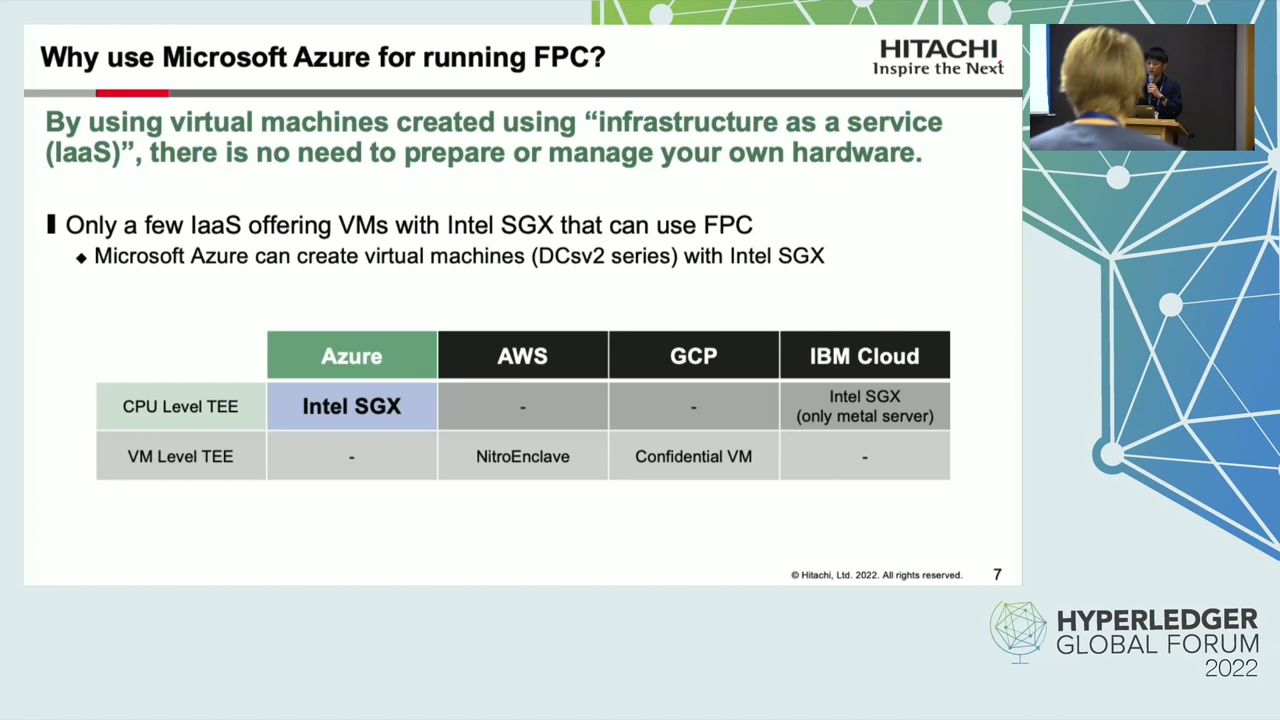 Why use Microsoft Azure for running FPC?
HITACHI
Inspire the Next
By using virtual machines created using “infrastructure as a service
(IaaS)”, there is no need to prepare or manage your own hardware.
Only a few IaaS offering VMs with Intel SGX that can use FPC
Microsoft Azure can create virtual machines (DCsv2 series) with Intel SGX
Azure AWS GCP IBM Cloud
CPU Level TEE Intel SGX - - Intel SGX
(only metal server)
VM Level TEE - NitroEnclave Confidential VM -
© Hitachi, Ltd. 2022. All rights reserved. 7
HYPERLEDGER
GLOBAL FORUM
2022